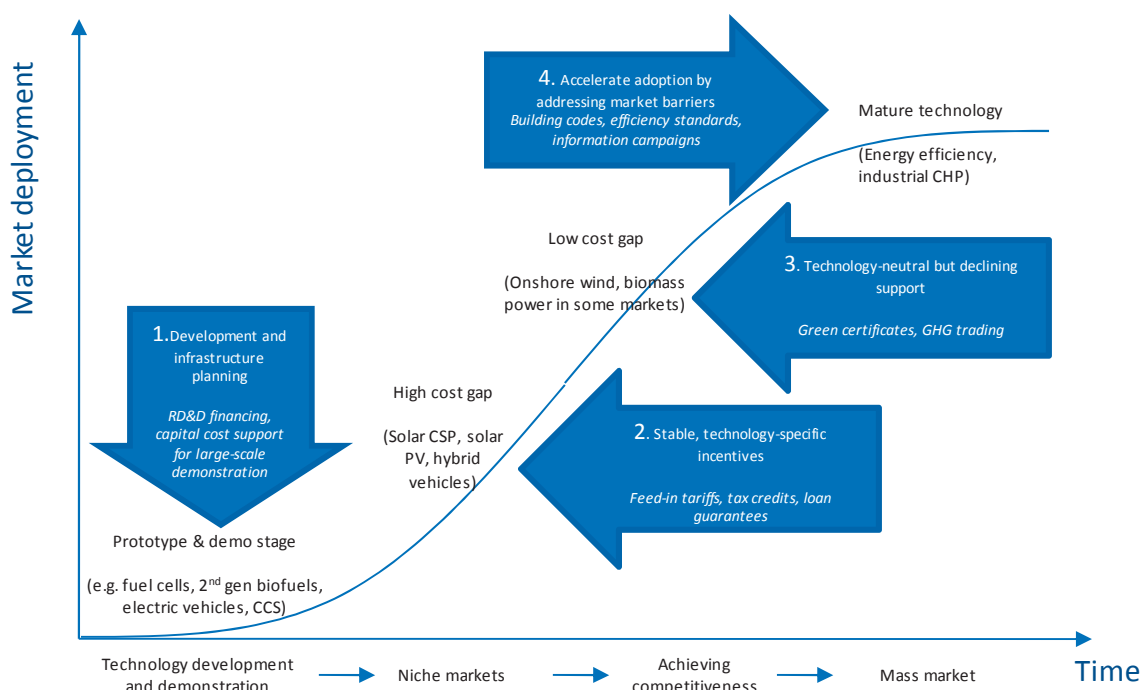 Market deployment
4. Accelerate adoption by
addressing market barriers
Building codes, efficiency standards,
information campaigns
Mature technology
(Energy efficiency,
industrial CHP)
Low cost gap
(Onshore wind, biomass
power in some markets)
3. Technology-neutral but declining
support
Green certificates, GHG trading
1.Development and
infrastructure
planning
RD&D financing,
capital cost support
for large-scale
demonstration
High cost gap
(Solar CSP, solar
PV, hybrid
vehicles)
2. Stable, technology-specific
incentives
Feed-in tariffs, tax credits, loan
guarantees
Prototype & demo stage
(e.g. fuel cells, 2nd gen biofuels,
electric vehicles, CCS)
Technology development
and demonstration
Niche markets
Achieving
competitiveness
Mass market
Time